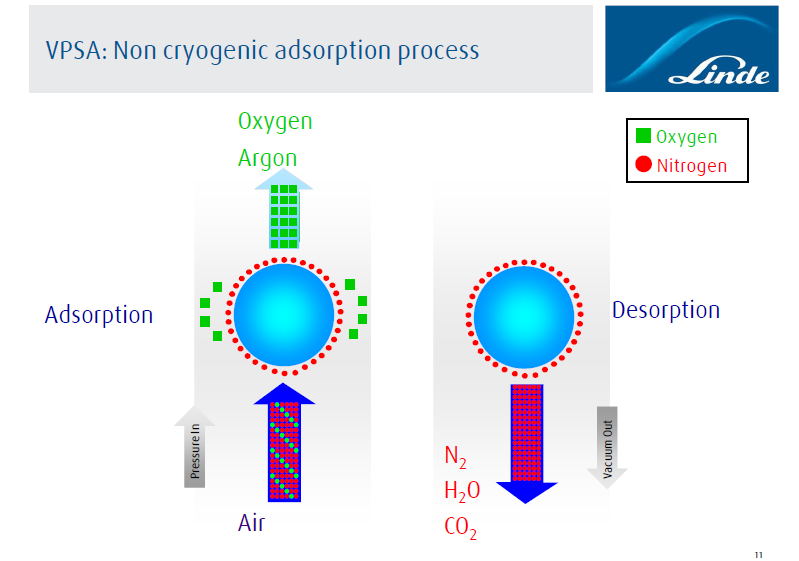 VPSA: Non cryogenic adsorption process
Linde
Oxygen
Argon
Oxygen
Nitrogen
Adsorption
Desorption
Pressure In
Vacuum Out
Air
N₂
H₂O
CO₂
11